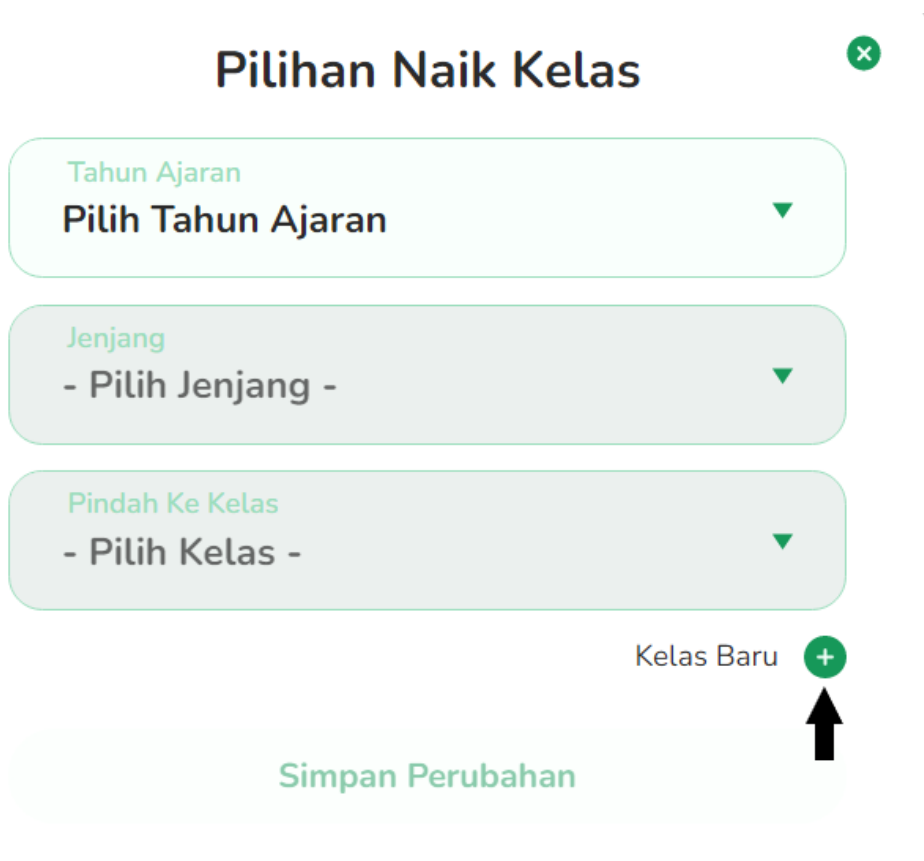 Pilihan Naik Kelas
Tahun Ajaran
Pilih Tahun Ajaran
Jenjang
- Pilih Jenjang -
Pindah Ke Kelas
- Pilih Kelas -
Kelas Baru
Simpan Perubahan